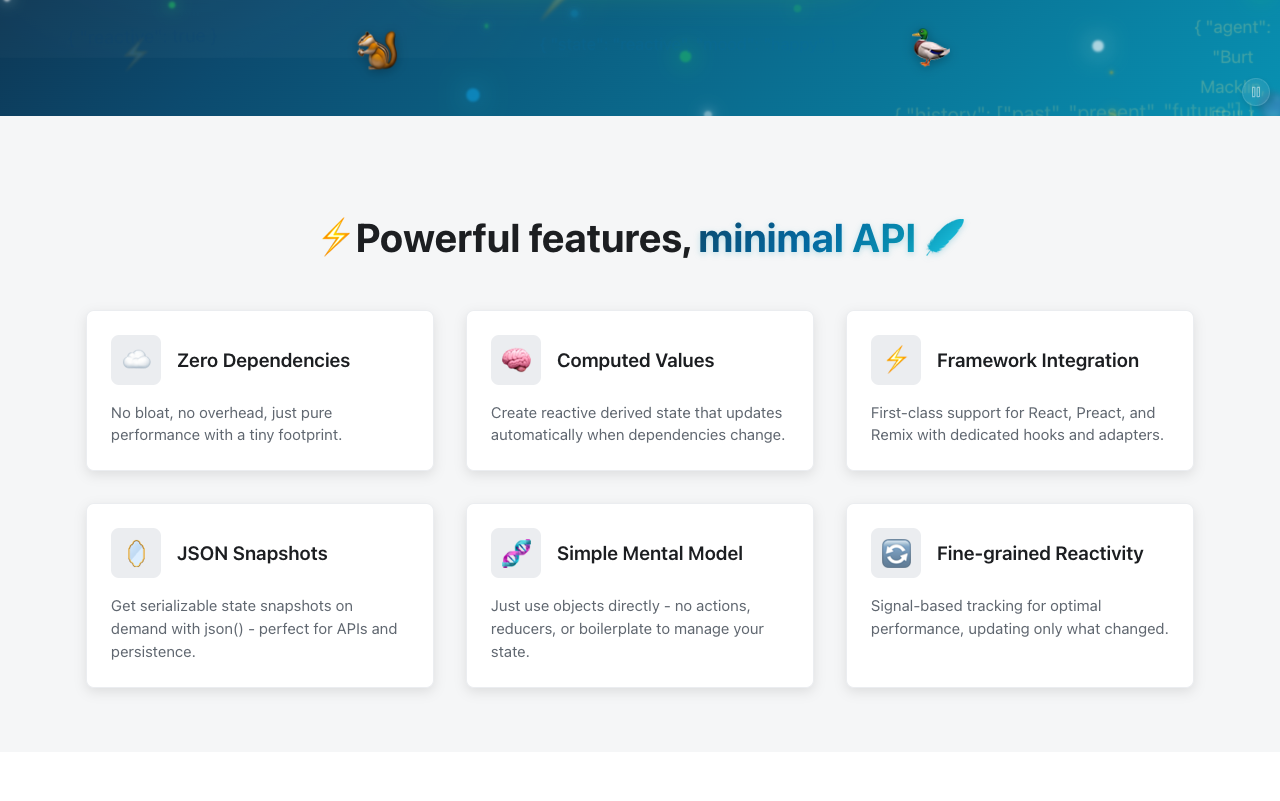 { "agent":
"Burt
{ "history": ["past", "present", "future"]
Powerful features, minimal API
Zero Dependencies
No bloat, no overhead, just pure
performance with a tiny footprint.
Computed Values
Create reactive derived state that updates
automatically when dependencies change.
Framework Integration
First-class support for React, Preact, and
Remix with dedicated hooks and adapters.
JSON Snapshots
Get serializable state snapshots on
demand with json() - perfect for APIs and
persistence.
Simple Mental Model
Just use objects directly - no actions,
reducers, or boilerplate to manage your
state.
Fine-grained Reactivity
Signal-based tracking for optimal
performance, updating only what changed.